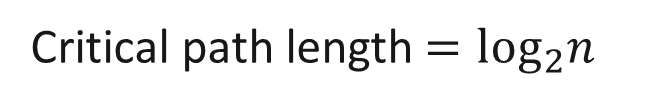 Critical path length = log₂n